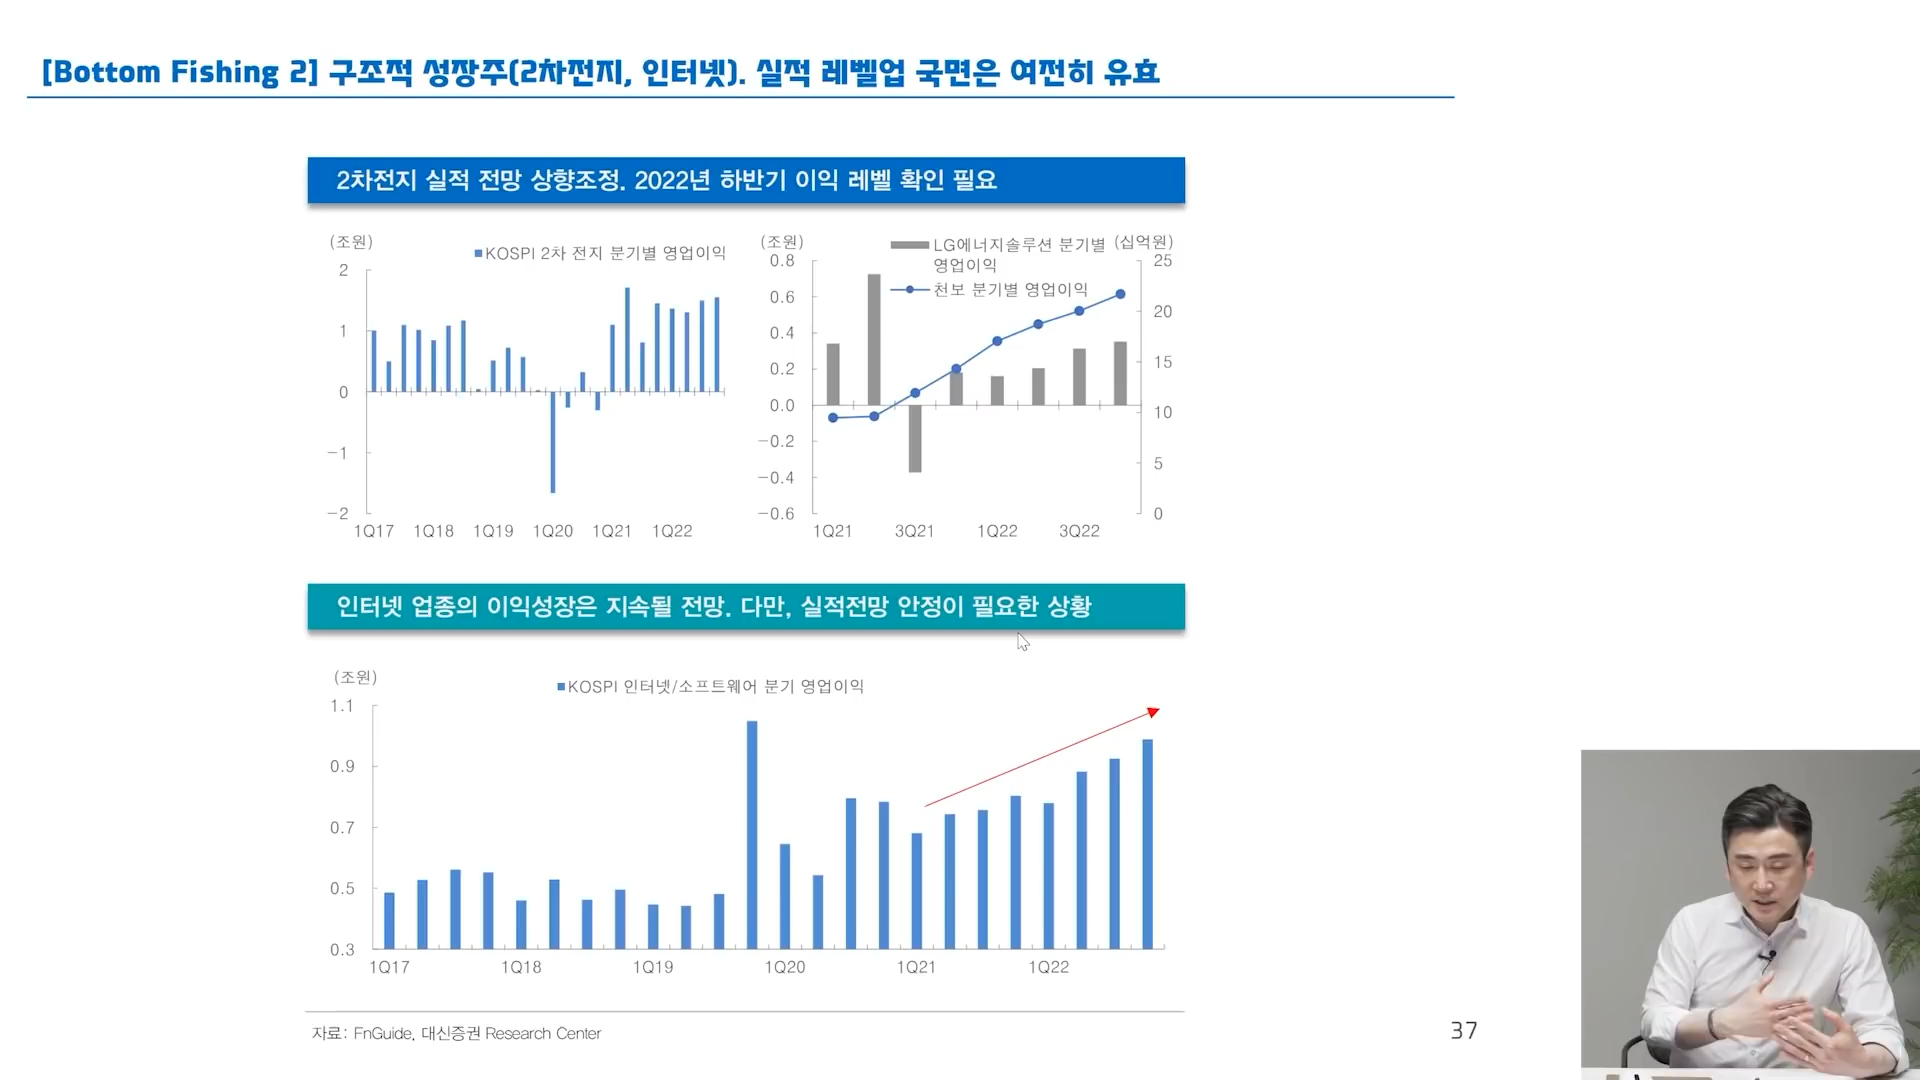 [Bottom Fishing 2] 구조적 성장주(2차전지, 인터넷). 실적 레벨업 국면은 여전히 유효
2차전지 실적 전망 상향조정. 2022년 하반기 이익 레벨 확인 필요
(조원)
KOSPI 2차 전지 분기별 영업이익
2
1
0
-1
-2
1Q17 1Q18 1Q19 1Q20 1Q21 1Q22
(조원)
LG에너지솔루션 분기별
영업이익
천보 분기별 영업이익
(십억원)
0.8
0.6
0.4
0.2
0.0
-0.2
-0.4
-0.6
25
20
15
10
5
0
1Q21 3Q21 1Q22 3Q22
인터넷 업종의 이익성장은 지속될 전망. 다만, 실적전망 안정이 필요한 상황
(조원)
KOSPI 인터넷/소프트웨어 분기 영업이익
1.1
0.9
0.7
0.5
0.3
1Q17 1Q18 1Q19 1Q20 1Q21 1Q22
자료: FnGuide, 대신증권 Research Center
37